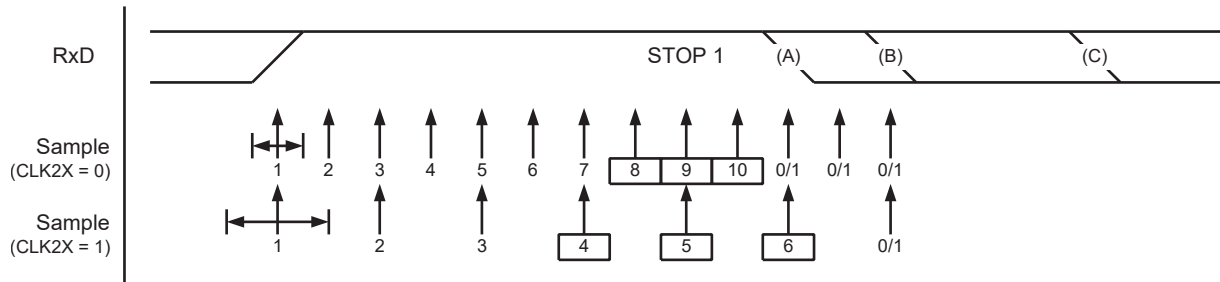 RxD STOP 1 (A) (B) (C)
Sample
(CLK2X = 0)
1 2 3 4 5 6 7 8 9 10 0/1 0/1 0/1
Sample
(CLK2X = 1)
1 2 3 4 5 6 0/1